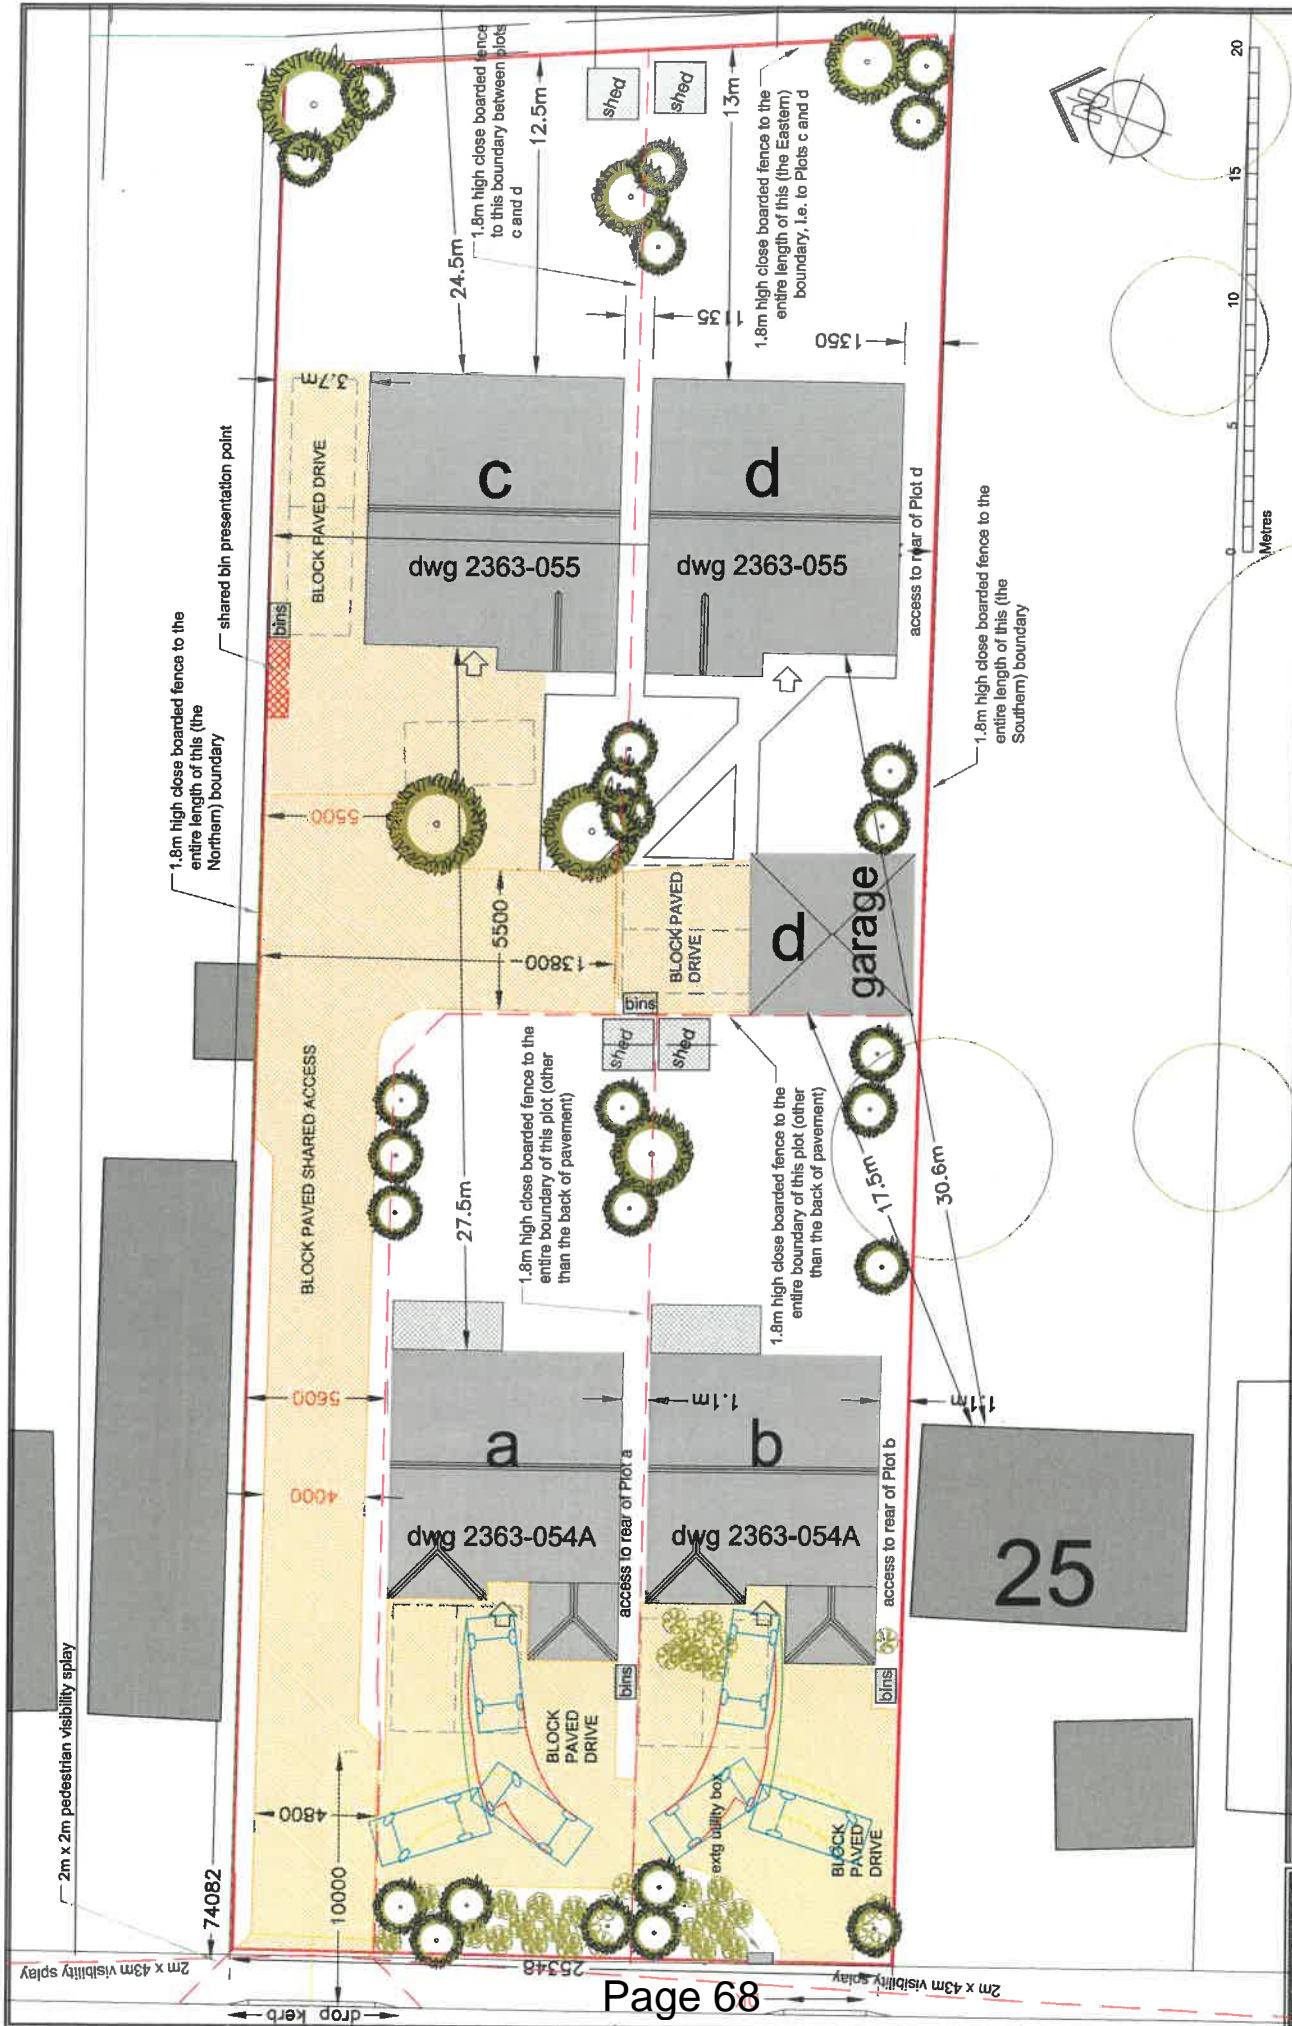 1.8m high close boarded fence
to this boundary between plots
c and d
12.5m
24.5m
shed
shed
13m
1.8m high close boarded fence to the
entire length of this (the Eastern)
boundary, i.e. to Plots c and d
N
20
15
10
5
0
Metres
1135
1350
3.7m
BLOCK PAVED DRIVE
shared bin presentation point
bins
1.8m high close boarded fence to the
entire length of this (the
Northern) boundary
c
dwg 2363-055
d
dwg 2363-055
access to rear of Plot d
1.8m high close boarded fence to the
entire length of this (the
Southern) boundary
5500
5500
13800
BLOCK PAVED
DRIVE
d
garage
bins
shed
shed
BLOCK PAVED SHARED ACCESS
27.5m
1.8m high close boarded fence to the
entire boundary of this plot (other
than the back of pavement)
1.8m high close boarded fence to the
entire boundary of this plot (other
than the back of pavement)
17.5m
30.6m
5600
4000
1.1m
1.1m
a
dwg 2363-054A
access to rear of Plot a
b
dwg 2363-054A
access to rear of Plot b
25
2m x 2m pedestrian visibility splay
bins
bins
BLOCK
PAVED
DRIVE
extg utility box
BLOCK
PAVED
DRIVE
4800
10000
74082
25348
2m x 43m visibility splay
2m x 43m visibility splay
drop kerb
Page 68